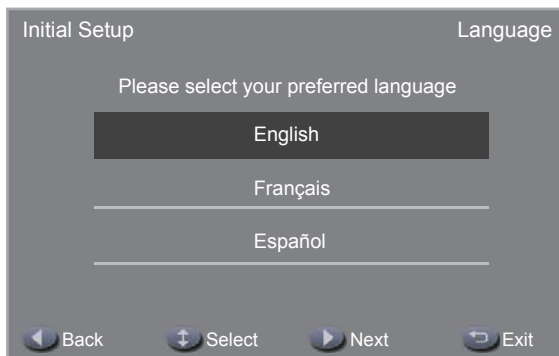 Initial Setup Language
Please select your preferred language
English
Français
Español
Back Select Next Exit